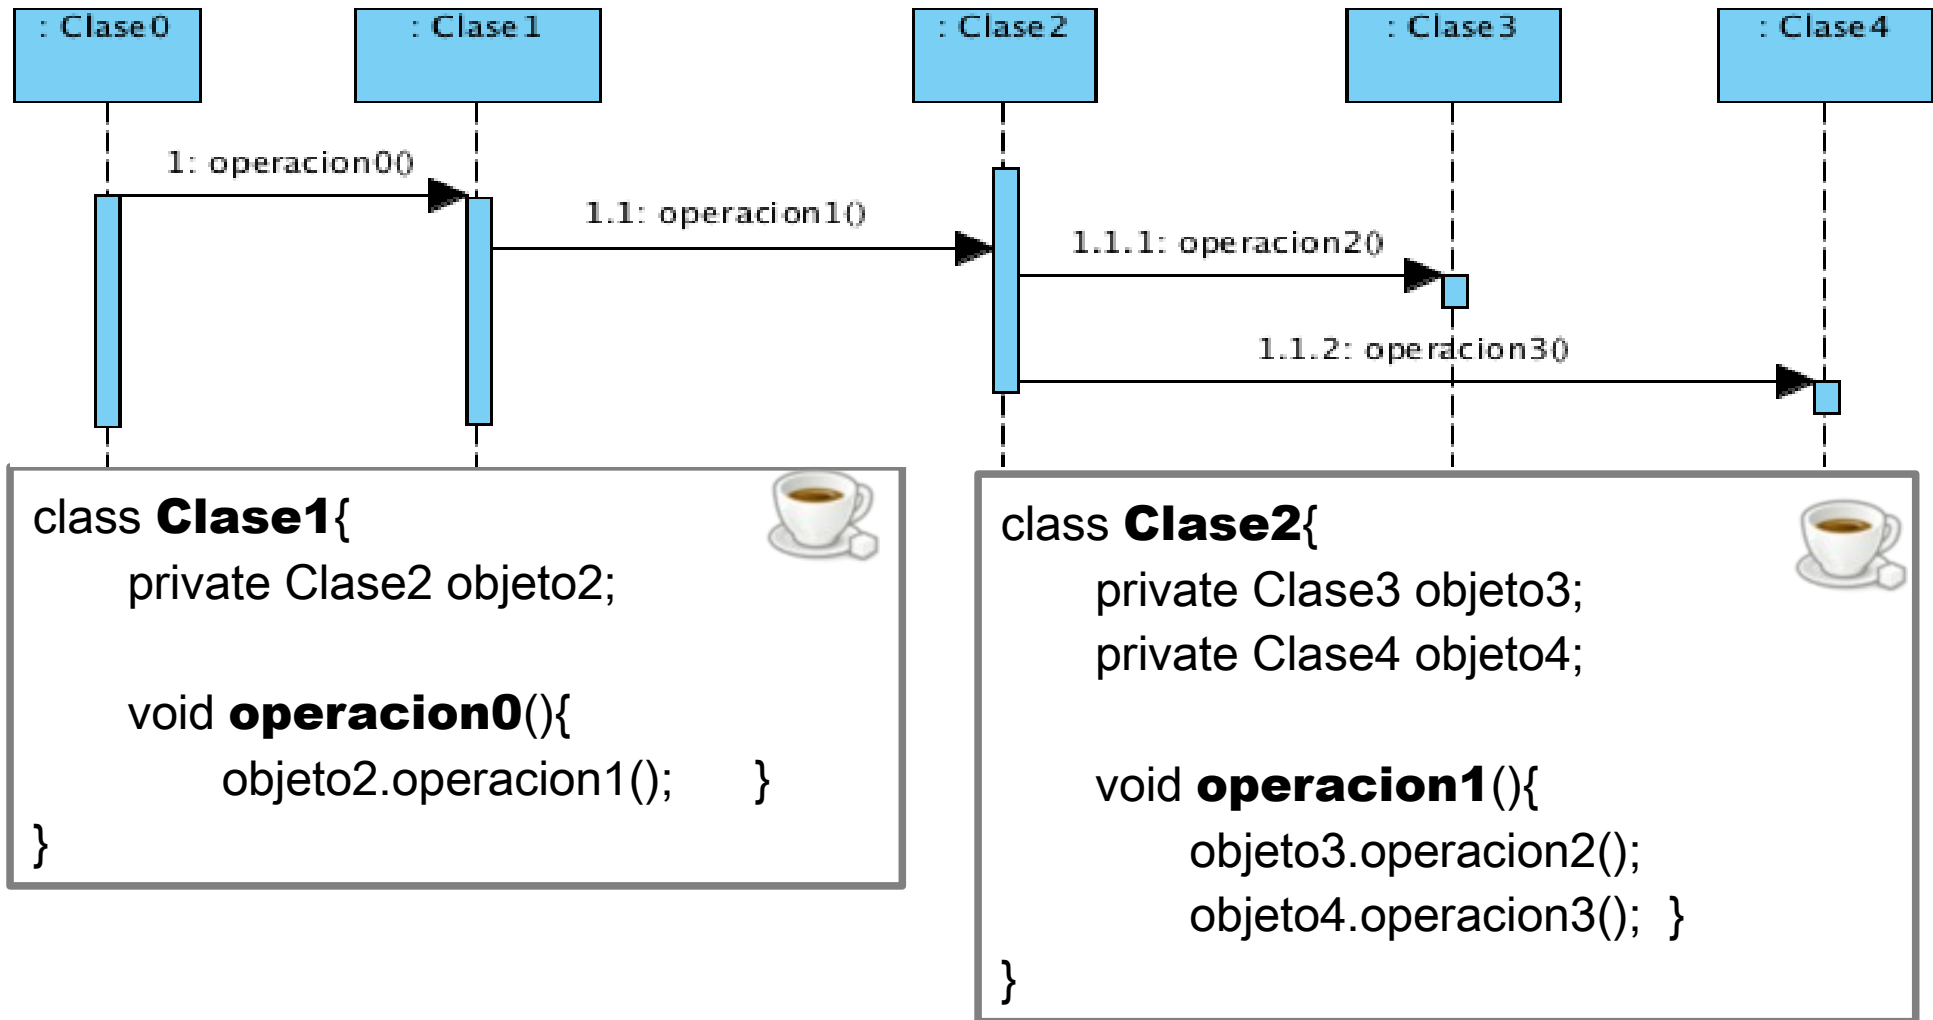 : Clase0
: Clase1
: Clase2
: Clase3
: Clase4
1: operacion0()
1.1: operacion1()
1.1.1: operacion2()
1.1.2: operacion3()
class Clase1{
private Clase2 objeto2;
void operacion0(){
objeto2.operacion1(); }
}
class Clase2{
private Clase3 objeto3;
private Clase4 objeto4;
void operacion1(){
objeto3.operacion2();
objeto4.operacion3(); }
}